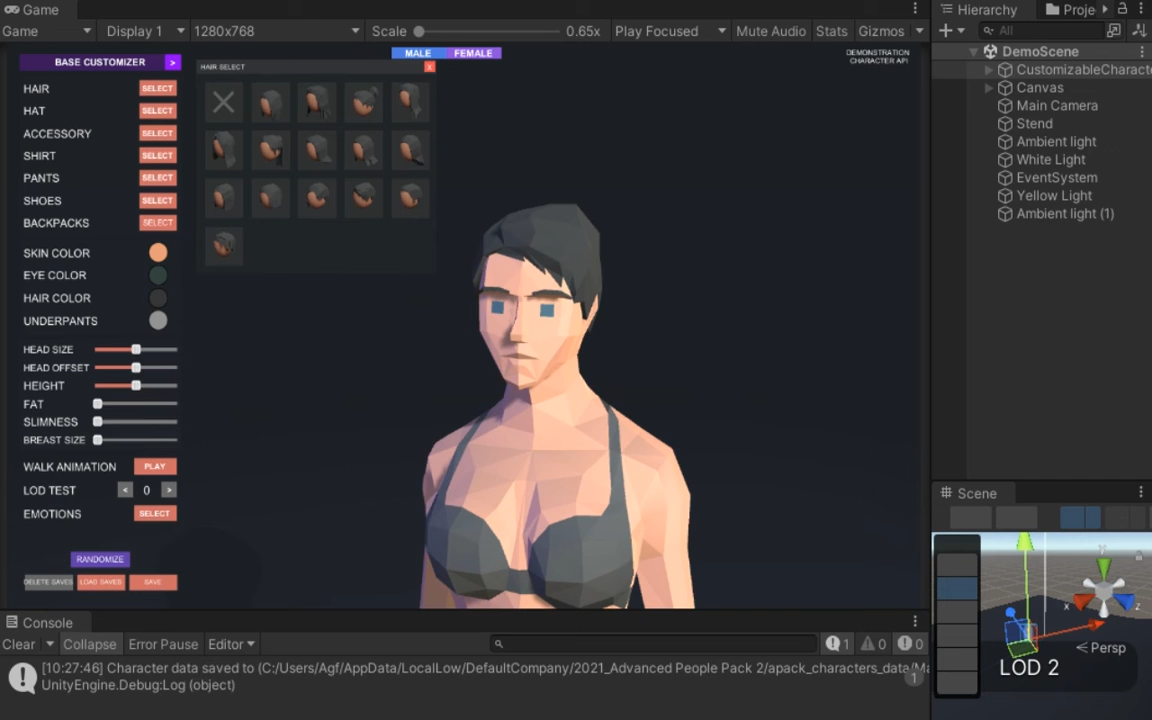 Game
Game
Display 1
1280x768
Scale
0.65x
Play Focused
Mute Audio
Stats
Gizmos
BASE CUSTOMIZER
>
HAIR
SELECT
HAT
SELECT
ACCESSORY
SELECT
SHIRT
SELECT
PANTS
SELECT
SHOES
SELECT
BACKPACKS
SELECT
SKIN COLOR
EYE COLOR
HAIR COLOR
UNDERPANTS
HEAD SIZE
HEAD OFFSET
HEIGHT
FAT
SLIMNESS
BREAST SIZE
WALK ANIMATION
PLAY
LOD TEST
< 0 >
EMOTIONS
SELECT
RANDOMIZE
DELETE SAVES
LOAD SAVES
SAVE
HAIR SELECT
X
MALE
FEMALE
DEMONSTRATION
CHARACTER API
Hierarchy
Proje
All
DemoScene
CustomizableCharact
Canvas
Main Camera
Stend
Ambient light
White Light
EventSystem
Yellow Light
Ambient light (1)
Scene
y
x
z
Persp
LOD 2
Console
Clear
Collapse
Error Pause
Editor
1
0
0
[10:27:46] Character data saved to (C:/Users/Agf/AppData/LocalLow/DefaultCompany/2021_Advanced People Pack 2/apack_characters_data/Ma
UnityEngine.Debug:Log (object)
1